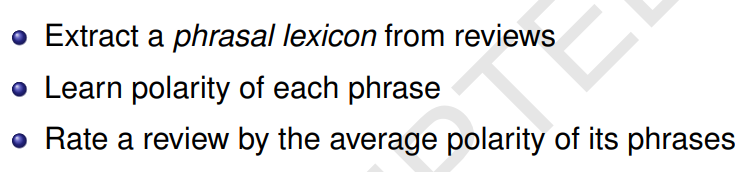 Extract a phrasal lexicon from reviews
Learn polarity of each phrase
Rate a review by the average polarity of its phrases